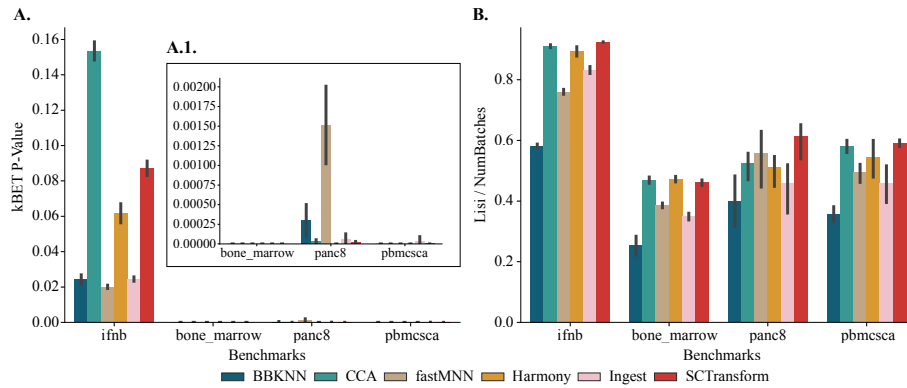 A.
B.
A.1.
kBET P-Value
0.16
0.14
0.12
0.10
0.08
0.06
0.04
0.02
0.00
0.00200
0.00175
0.00150
0.00125
0.00100
0.00075
0.00050
0.00025
0.00000
bone_marrow panc8 pbmcsca
ifnb bone_marrow panc8 pbmcsca
Benchmarks
Lisi / NumBatches
0.8
0.6
0.4
0.2
0.0
ifnb bone_marrow panc8 pbmcsca
Benchmarks
BBKNN CCA fastMNN Harmony Ingest SCTransform